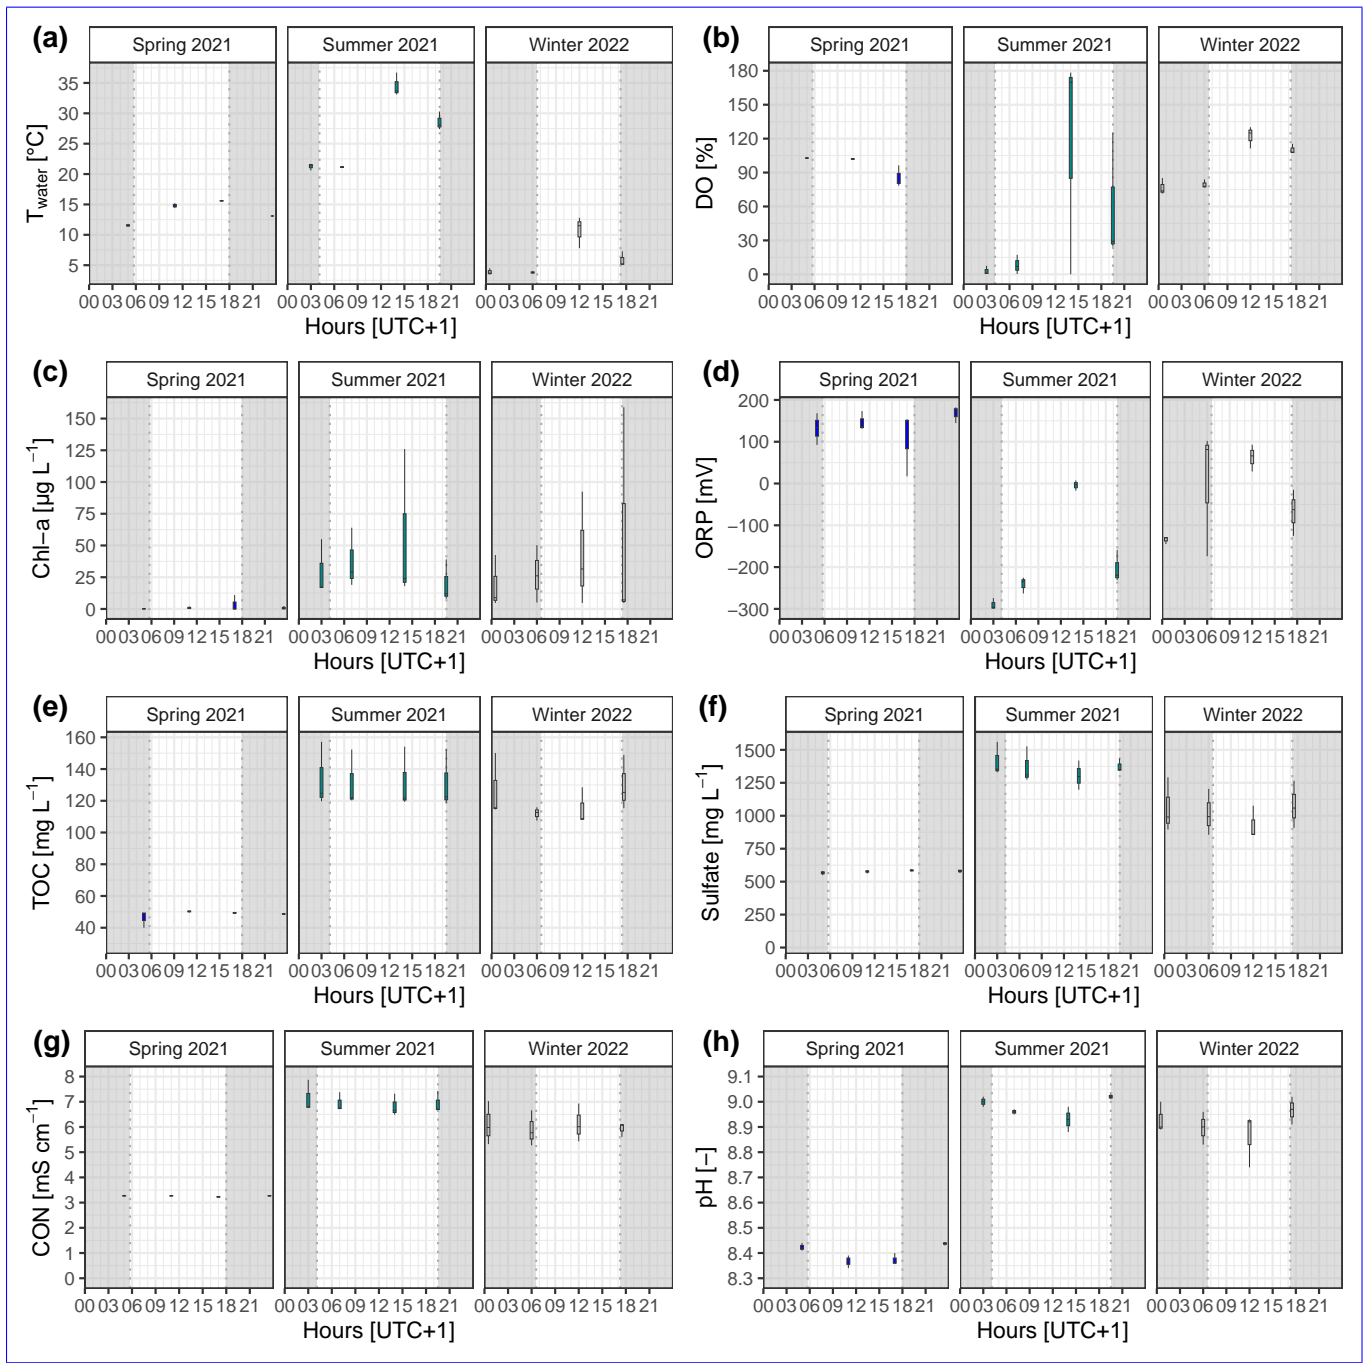 (a)
Spring 2021 Summer 2021 Winter 2022
T_water [°C]
35
30
25
20
15
10
5
00 03 06 09 12 15 18 21 00 03 06 09 12 15 18 21 00 03 06 09 12 15 18 21
Hours [UTC+1]
(b)
Spring 2021 Summer 2021 Winter 2022
DO [%]
180
150
120
90
60
30
0
00 03 06 09 12 15 18 21 00 03 06 09 12 15 18 21 00 03 06 09 12 15 18 21
Hours [UTC+1]
(c)
Spring 2021 Summer 2021 Winter 2022
Chl−a [µg L⁻¹]
150
125
100
75
50
25
0
00 03 06 09 12 15 18 21 00 03 06 09 12 15 18 21 00 03 06 09 12 15 18 21
Hours [UTC+1]
(d)
Spring 2021 Summer 2021 Winter 2022
ORP [mV]
200
100
0
−100
−200
−300
00 03 06 09 12 15 18 21 00 03 06 09 12 15 18 21 00 03 06 09 12 15 18 21
Hours [UTC+1]
(e)
Spring 2021 Summer 2021 Winter 2022
TOC [mg L⁻¹]
160
140
120
100
80
60
40
00 03 06 09 12 15 18 21 00 03 06 09 12 15 18 21 00 03 06 09 12 15 18 21
Hours [UTC+1]
(f)
Spring 2021 Summer 2021 Winter 2022
Sulfate [mg L⁻¹]
1500
1250
1000
750
500
250
0
00 03 06 09 12 15 18 21 00 03 06 09 12 15 18 21 00 03 06 09 12 15 18 21
Hours [UTC+1]
(g)
Spring 2021 Summer 2021 Winter 2022
CON [mS cm⁻¹]
8
7
6
5
4
3
2
1
0
00 03 06 09 12 15 18 21 00 03 06 09 12 15 18 21 00 03 06 09 12 15 18 21
Hours [UTC+1]
(h)
Spring 2021 Summer 2021 Winter 2022
pH [−]
9.1
9.0
8.9
8.8
8.7
8.6
8.5
8.4
8.3
00 03 06 09 12 15 18 21 00 03 06 09 12 15 18 21 00 03 06 09 12 15 18 21
Hours [UTC+1]